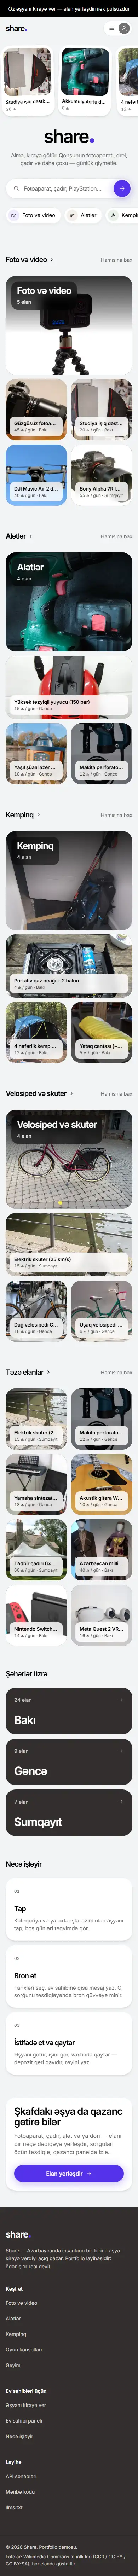 Öz əşyanı kirayə ver — elan yerləşdirmək pulsuzdur
share.
Studiya işıq dəsti:...
20 ₼
Akkumulyatorlu d...
8 ₼
4 nəfərl
12 ₼
share.
Alma, kirayə götür. Qonşunun fotoaparatı, drel,
çadır və daha çoxu — günlük qiymətlə.
Fotoaparat, çadır, PlayStation...
Foto və video
Alətlər
Kempi
Foto və video
Hamısına bax
Foto və video
5 elan
Güzgüsüz fotoa...
40 ₼ / gün · Bakı
Studiya işıq dəst...
20 ₼ / gün · Bakı
DJI Mavic Air 2 d...
45 ₼ / gün · Bakı
Sony Alpha 7R i...
55 ₼ / gün · Sumqayıt
Alətlər
Hamısına bax
Alətlər
4 elan
Yüksək təzyiqli yuyucu (150 bar)
15 ₼ / gün · Gəncə
Yaşıl şüalı lazer ...
10 ₼ / gün · Gəncə
Makita perforato...
12 ₼ / gün · Gəncə
Kempinq
Hamısına bax
Kempinq
4 elan
Portativ qaz ocağı + 2 balon
4 ₼ / gün · Bakı
4 nəfərlik kemp ...
12 ₼ / gün · Bakı
Yataq çantası (−...
5 ₼ / gün · Bakı
Velosiped və skuter
Hamısına bax
Velosiped və skuter
4 elan
Elektrik skuter (25 km/s)
15 ₼ / gün · Sumqayıt
Dağ velosipedi C...
18 ₼ / gün · Gəncə
Uşaq velosipedi ...
6 ₼ / gün · Gəncə
Təzə elanlar
Hamısına bax
Elektrik skuter (2...
15 ₼ / gün · Sumqayıt
Makita perforato...
12 ₼ / gün · Gəncə
Yamaha sintezat...
14 ₼ / gün · Gəncə
Akustik gitara W...
10 ₼ / gün · Gəncə
Tədbir çadırı 6×...
60 ₼ / gün · Sumqayıt
Azərbaycan milli...
40 ₼ / gün · Bakı
Nintendo Switch...
14 ₼ / gün · Bakı
Meta Quest 2 VR...
18 ₼ / gün · Bakı
Şəhərlər üzrə
24 elan
Bakı
9 elan
Gəncə
7 elan
Sumqayıt
Necə işləyir
01
Tap
Kateqoriya və ya axtarışla lazım olan əşyanı
tap, boş günləri təqvimdə gör.
02
Bron et
Tarixləri seç, ev sahibinə qısa mesaj yaz. O,
sorğunu təsdiqləyəndə bron qüvvəyə minir.
03
İstifadə et və qaytar
Əşyanı götür, işini gör, vaxtında qaytar —
depozit geri qayıdır, rəyini yaz.
Şkafdakı əşya da qazanc
gətirə bilər
Fotoaparat, çadır, alət və ya don — elanı
bir neçə dəqiqəyə yerləşdir, sorğuları
özün təsdiqlə, qazancı paneldə izlə.
Elan yerləşdir
share.
Share — Azərbaycanda insanların bir-birinə əşya
kirayə verdiyi açıq bazar. Portfolio layihəsidir:
ödənişlər real deyil.
Kəşf et
Foto və video
Alətlər
Kempinq
Oyun konsolları
Geyim
Ev sahibləri üçün
Əşyanı kirayə ver
Ev sahibi paneli
Necə işləyir
Layihə
API sənədləri
Mənbə kodu
llms.txt
© 2026 Share. Portfolio demosu.
Fotolar: Wikimedia Commons müəllifləri (CC0 / CC BY /
CC BY-SA), hər elanda göstərilir.